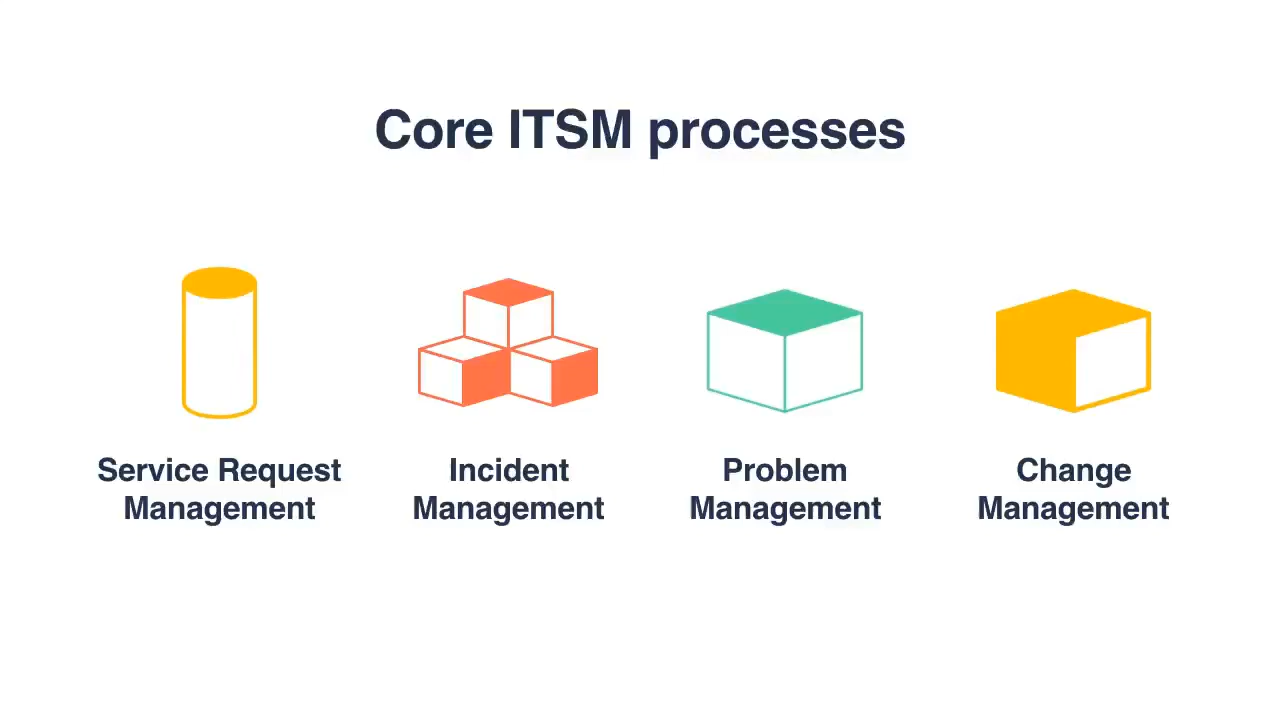 Core ITSM processes
Service Request
Management
Incident
Management
Problem
Management
Change
Management